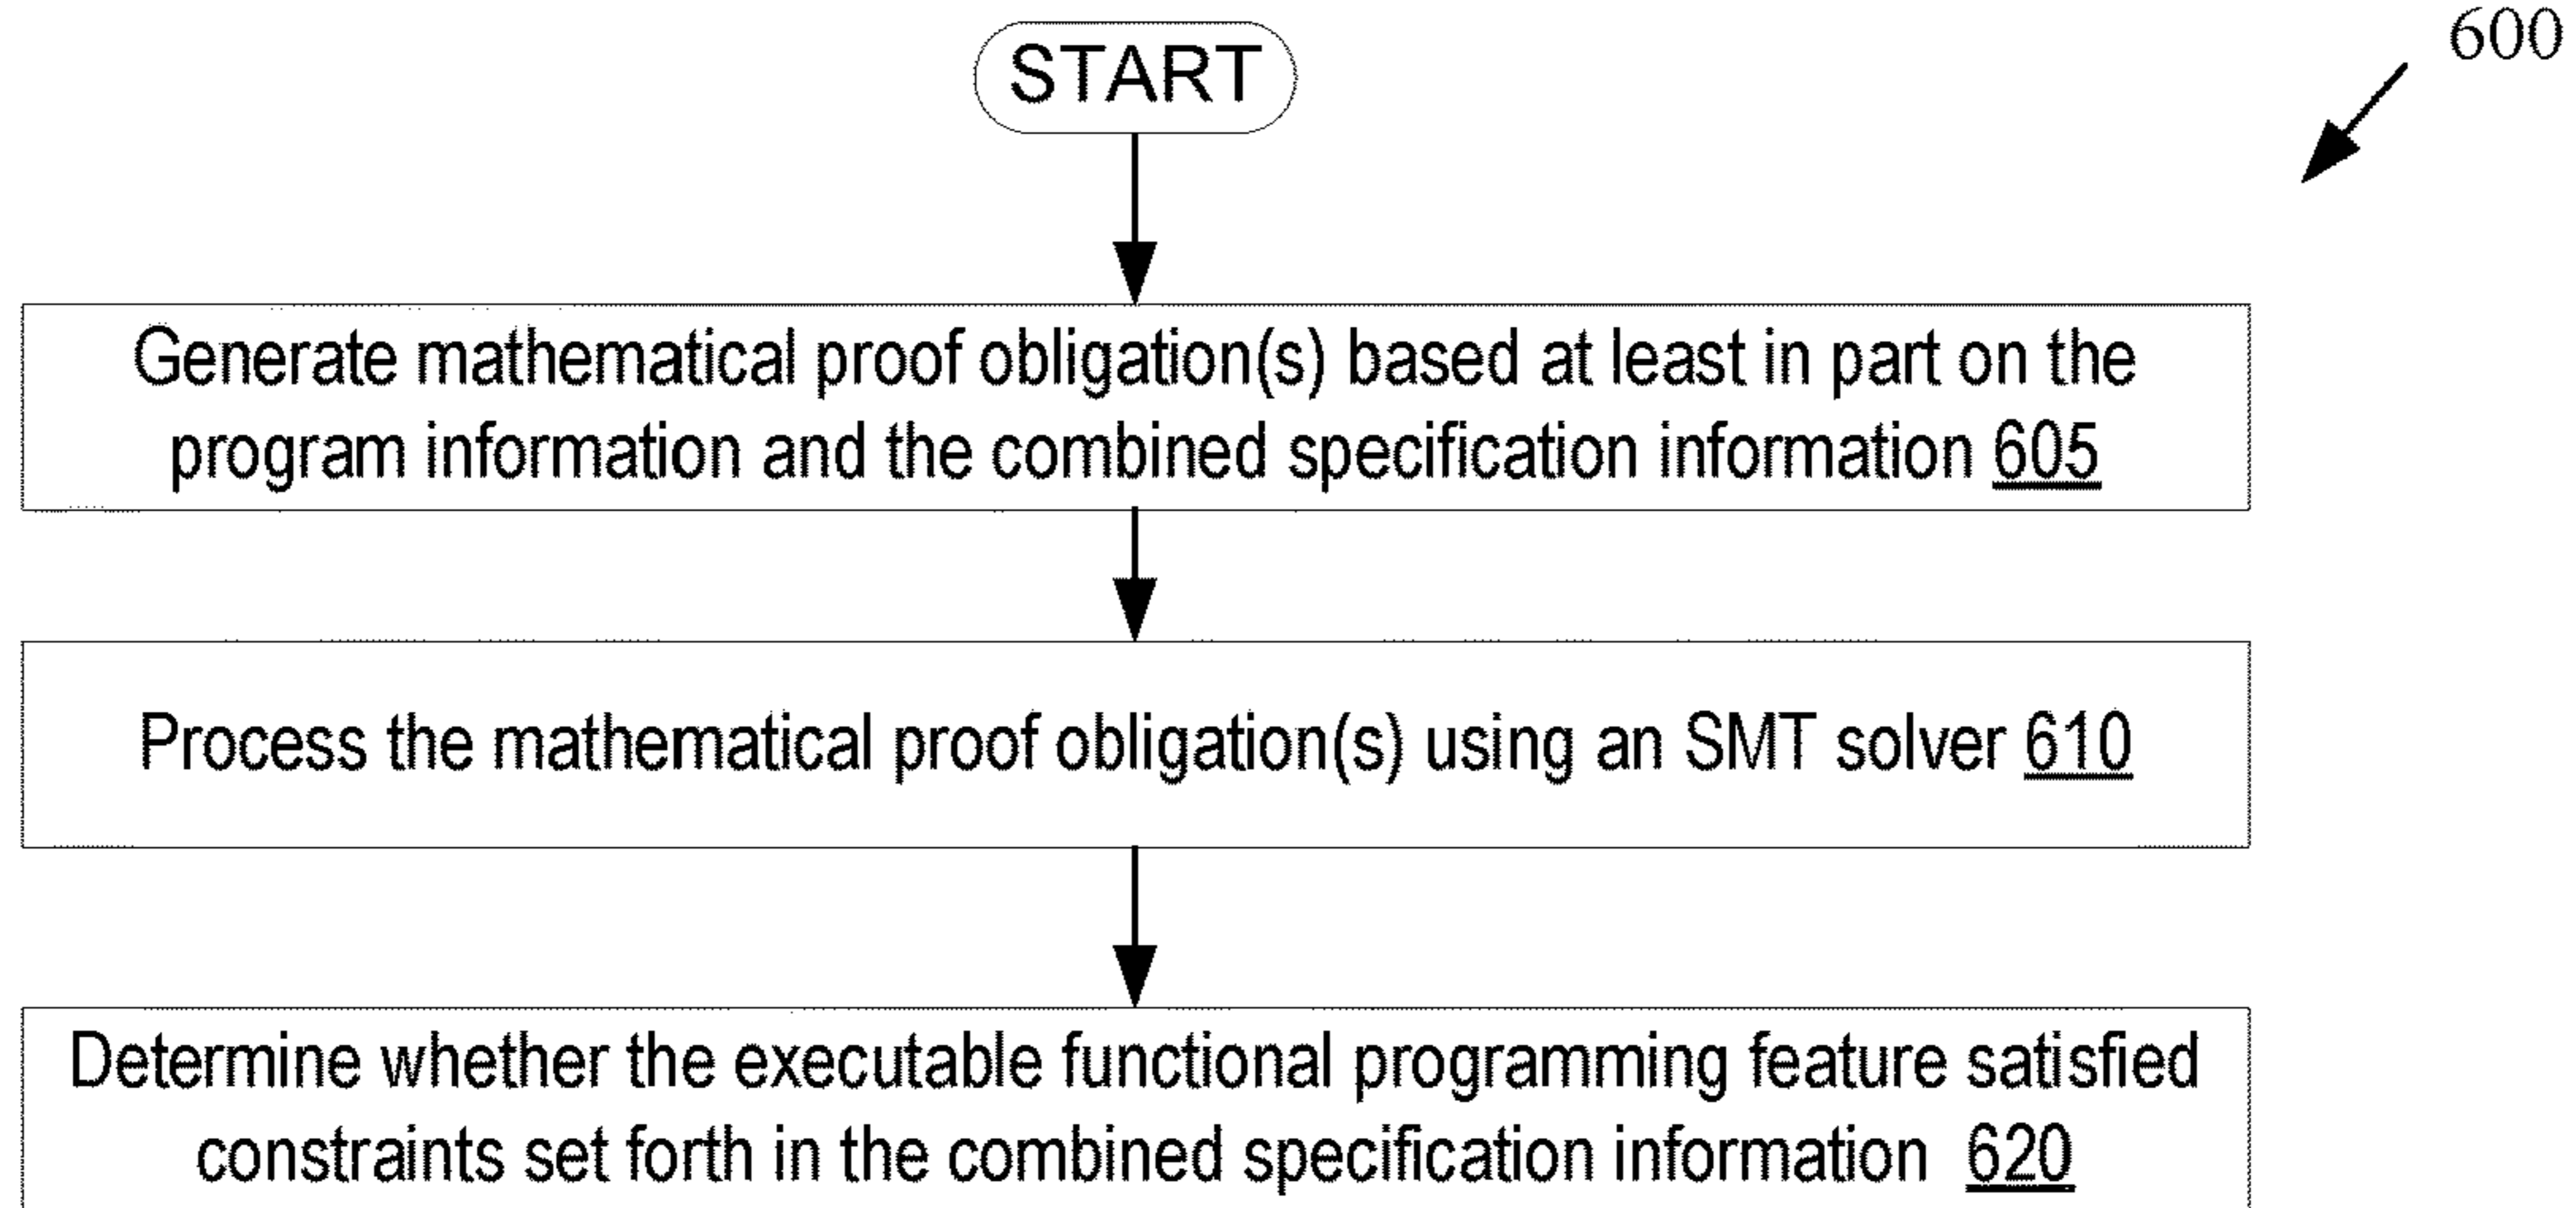 600
START
Generate mathematical proof obligation(s) based at least in part on the
program information and the combined specification information 605
Process the mathematical proof obligation(s) using an SMT solver 610
Determine whether the executable functional programming feature satisfied
constraints set forth in the combined specification information 620